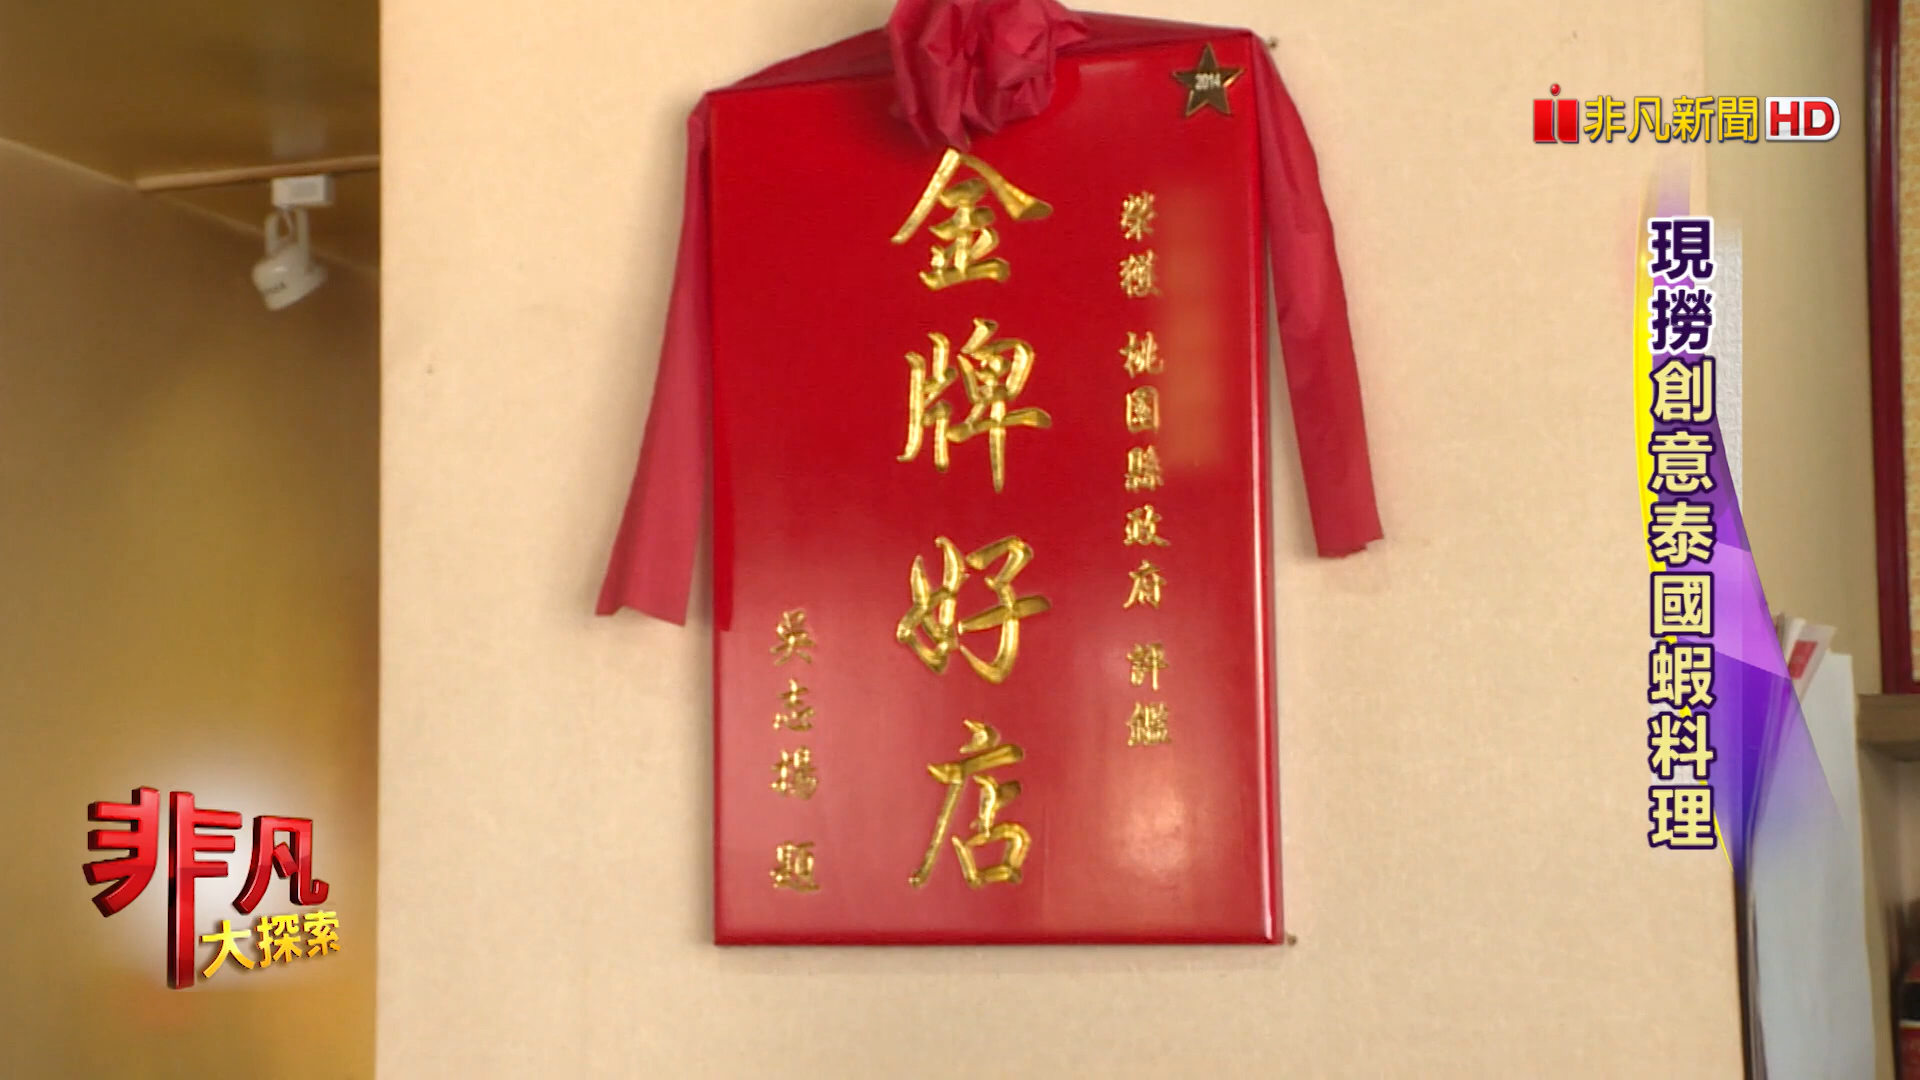 2014
榮獲 桃園縣政府 評鑑
金牌好店
吳志揚 題
非凡新聞HD
現撈創意泰國蝦料理
非凡
大探索